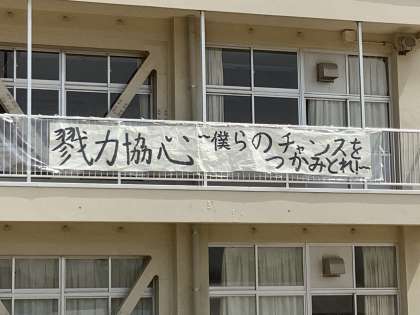 戮力協心 ～僕らのチャンスを
つかみとれ!～